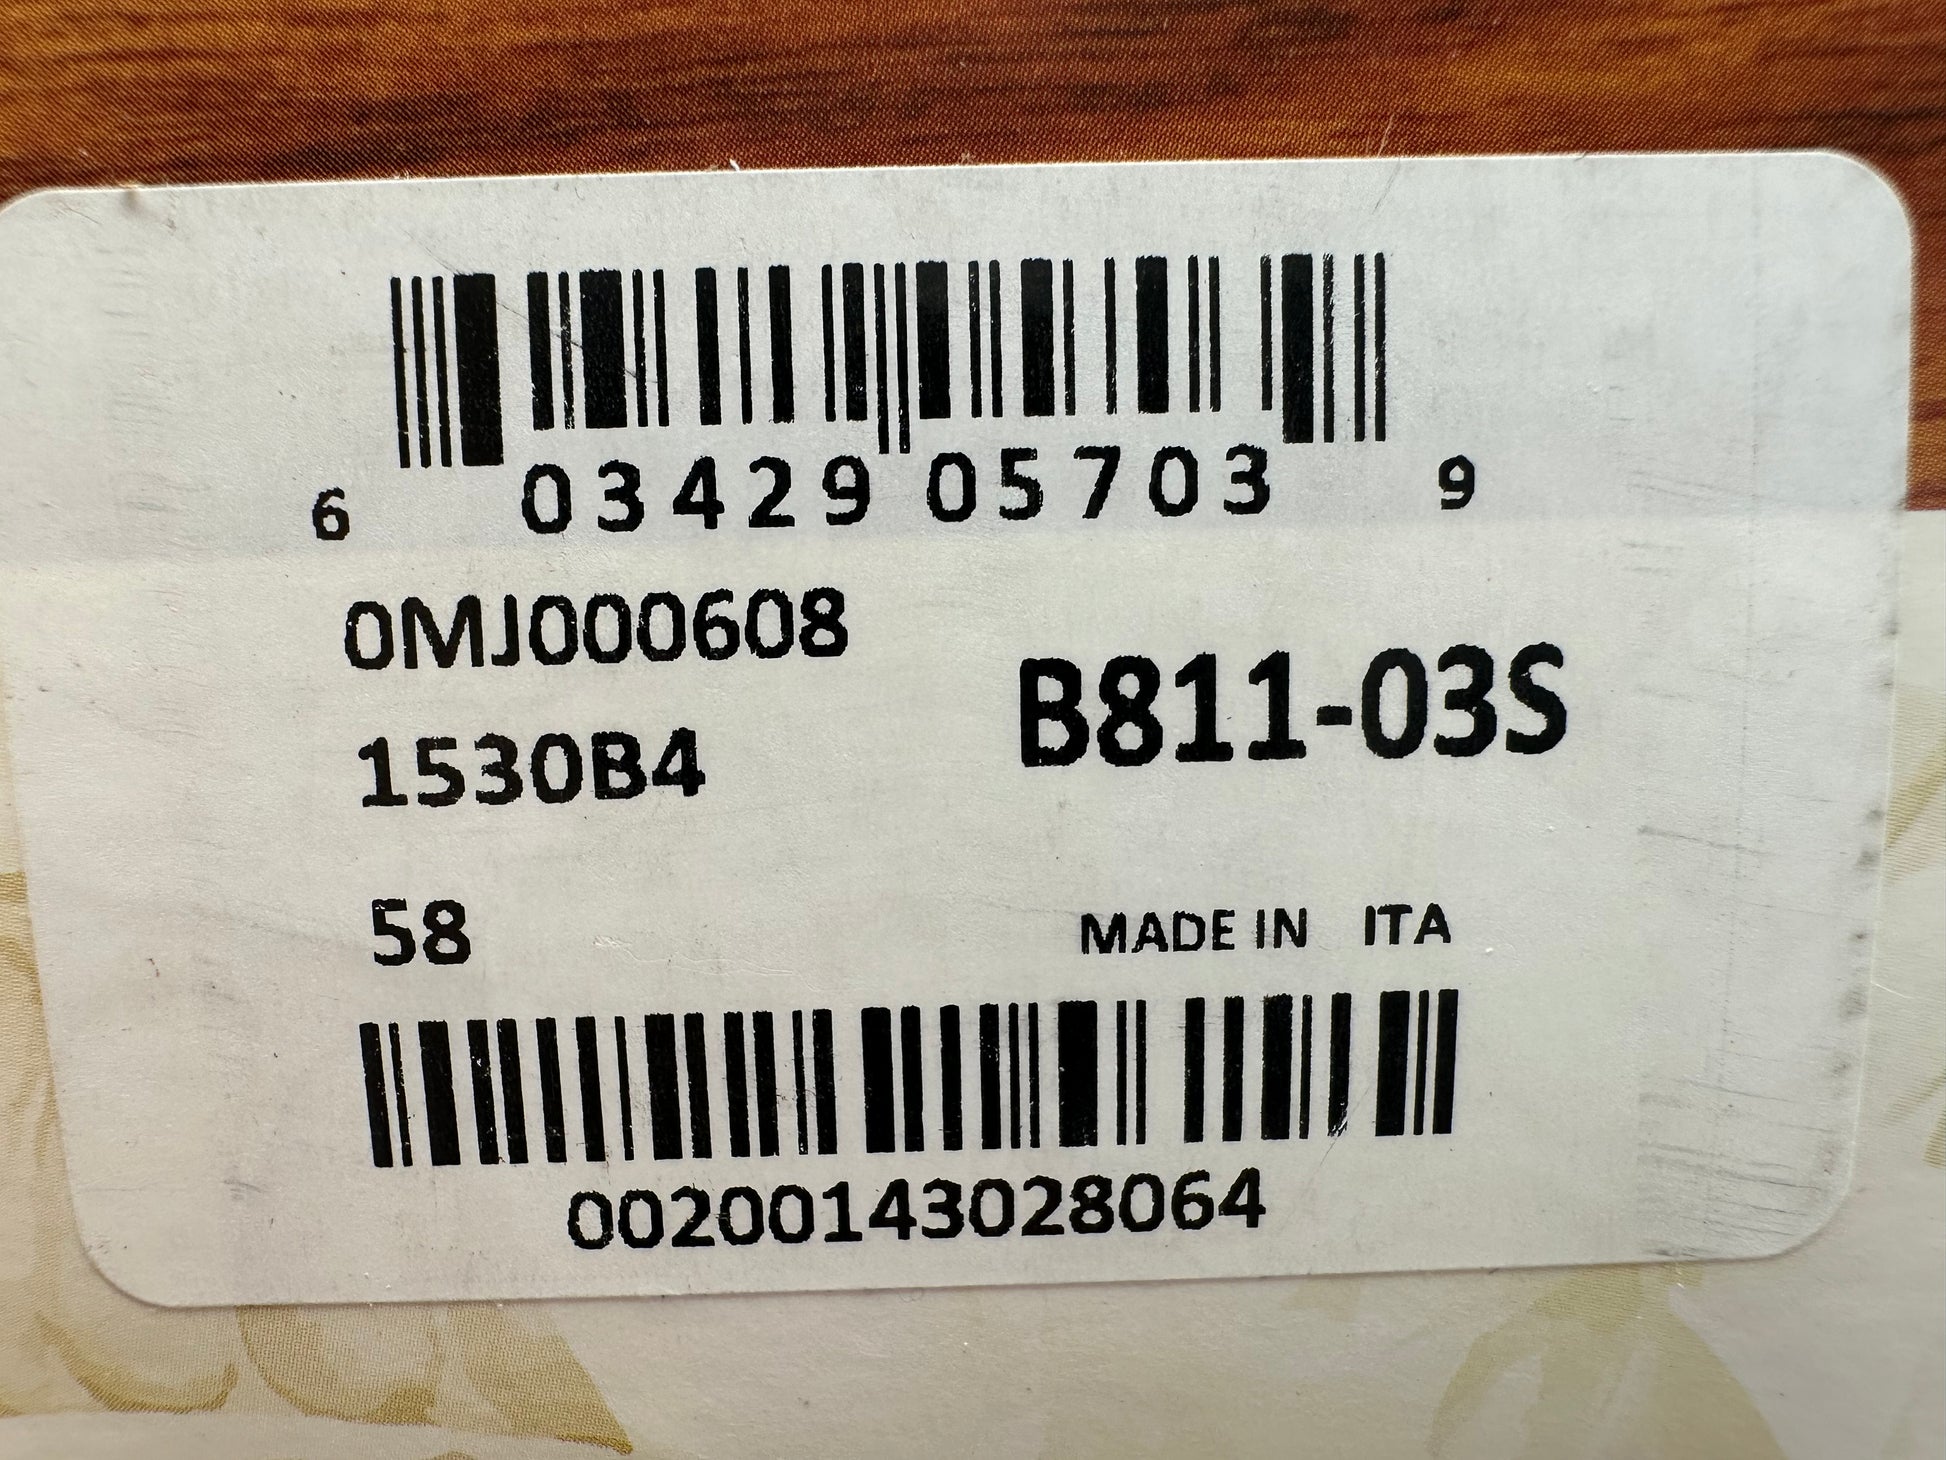 6 03429 05703 9
0MJ000608
B811-03S
1530B4
58
MADE IN ITA
00200143028064